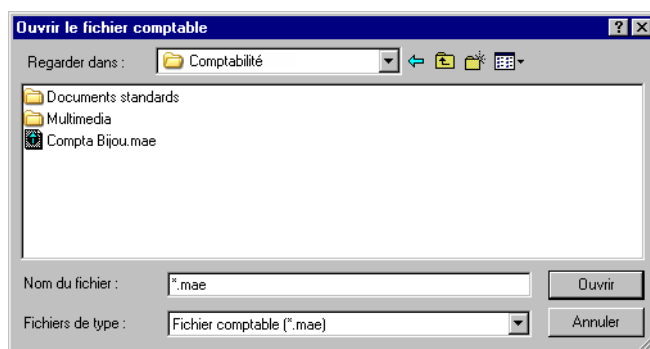 Ouvrir le fichier comptable
Regarder dans :
Comptabilité
Documents standards
Multimedia
Compta Bijou.mae
Nom du fichier :
*.mae
Ouvrir
Fichiers de type :
Fichier comptable (*.mae)
Annuler